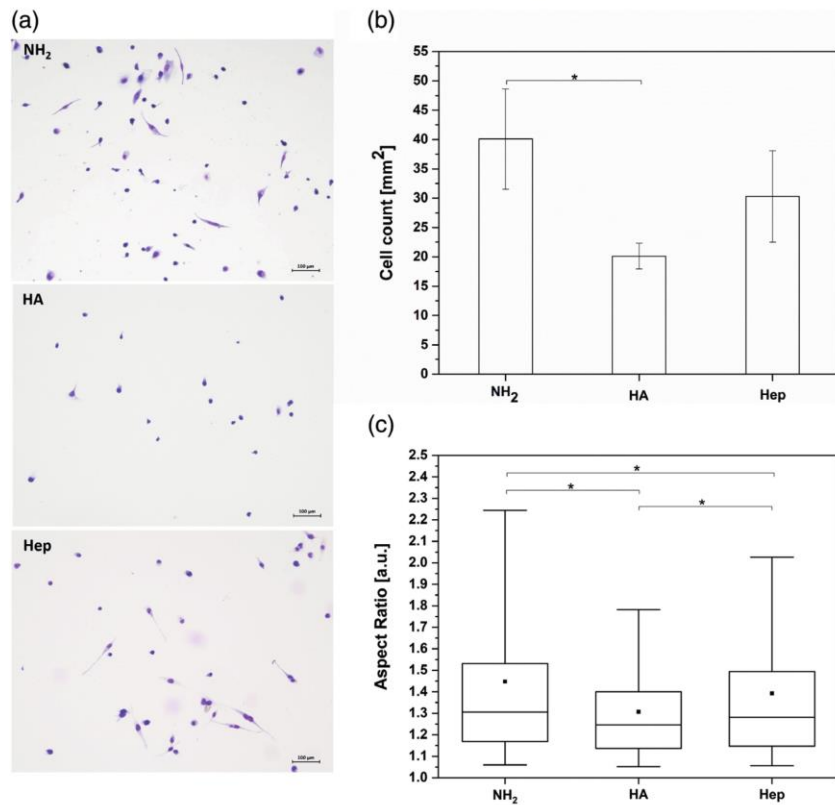 (a)
NH2
100 µm
HA
100 µm
Hep
100 µm
(b)
Cell count [mm2]
55
50
45
40
35
30
25
20
15
10
5
0
*
NH2
HA
Hep
(c)
Aspect Ratio [a.u.]
2.5
2.4
2.3
2.2
2.1
2.0
1.9
1.8
1.7
1.6
1.5
1.4
1.3
1.2
1.1
1.0
*
*
*
NH2
HA
Hep